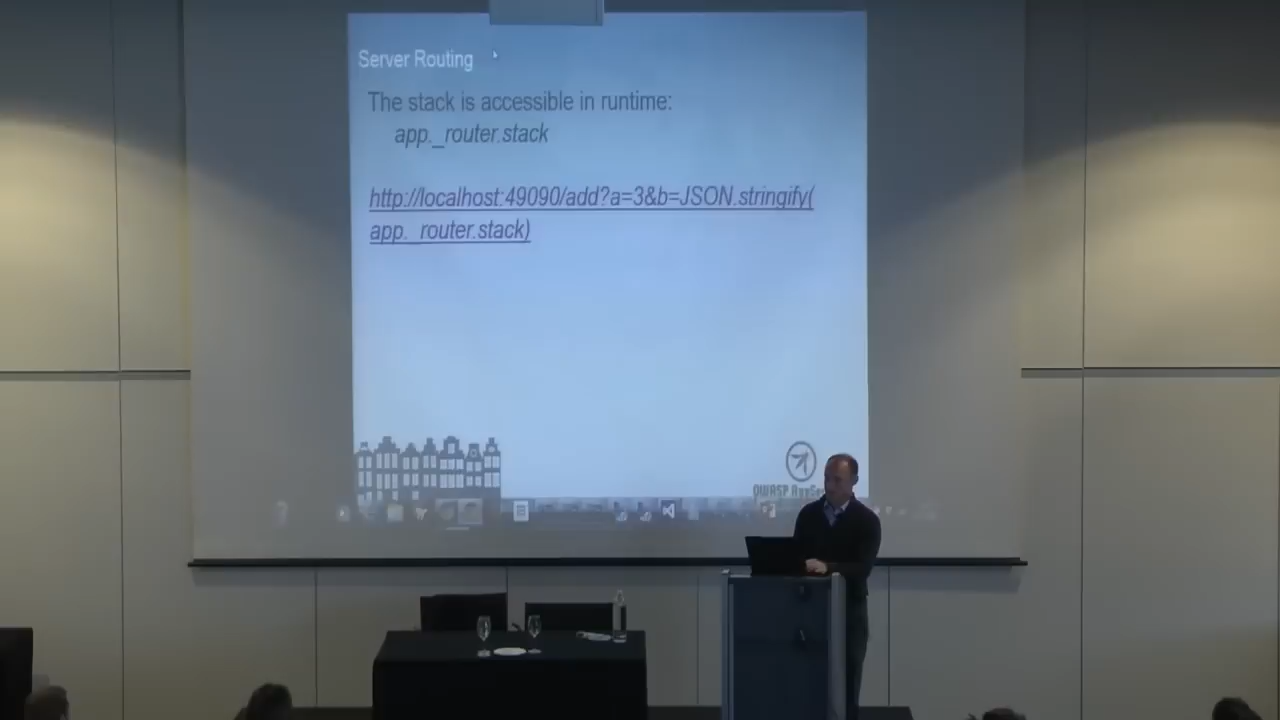 Server Routing
The stack is accessible in runtime:
app._router.stack
http://localhost:49090/add?a=3&b=JSON.stringify(
app._router.stack)
OWASP